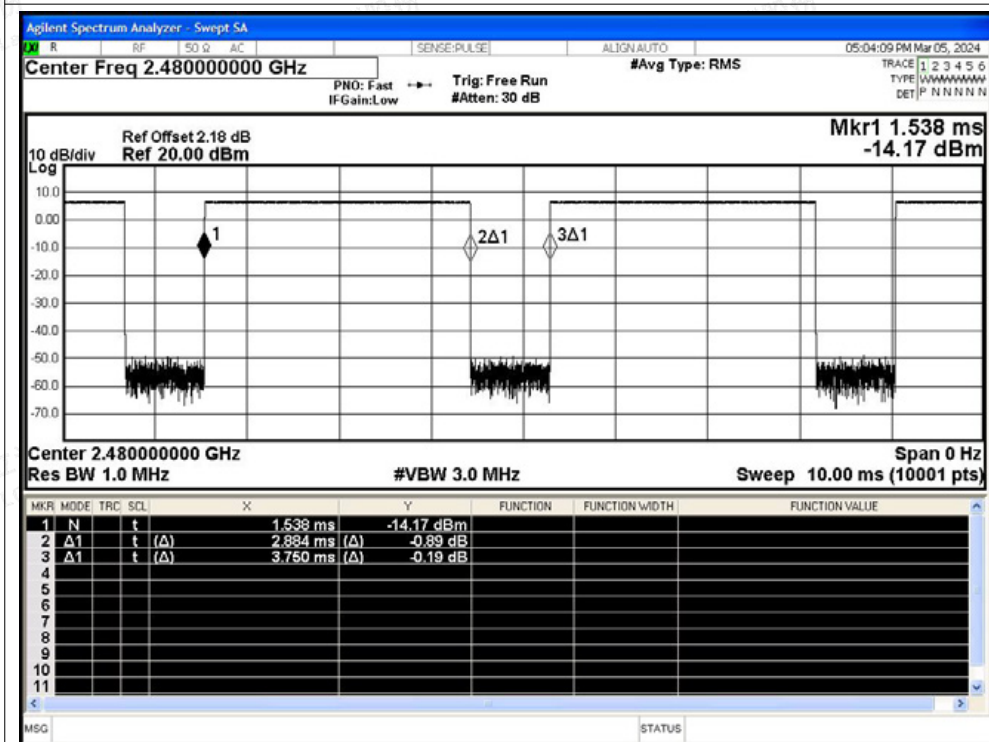 Agilent Spectrum Analyzer - Swept SA
LXI R RF 50 Ω AC SENSE:PULSE ALIGN AUTO 05:04:09 PM Mar 05, 2024
Center Freq 2.480000000 GHz #Avg Type: RMS TRACE 1 2 3 4 5 6
PNO: Fast Trig: Free Run TYPE WWWWWW
IFGain:Low #Atten: 30 dB DET P N N N N N
Mkr1 1.538 ms
-14.17 dBm
Ref Offset 2.18 dB
10 dB/div Ref 20.00 dBm
Log
10.0
0.00
1 2Δ1 3Δ1
-10.0
-20.0
-30.0
-40.0
-50.0
-60.0
-70.0
Center 2.480000000 GHz Span 0 Hz
Res BW 1.0 MHz #VBW 3.0 MHz Sweep 10.00 ms (10001 pts)
MKR MODE TRC SCL X Y FUNCTION FUNCTION WIDTH FUNCTION VALUE
1 N t 1.538 ms -14.17 dBm
2 Δ1 t (Δ) 2.884 ms (Δ) -0.89 dB
3 Δ1 t (Δ) 3.750 ms (Δ) -0.19 dB
4
5
6
7
8
9
10
11
MSG STATUS